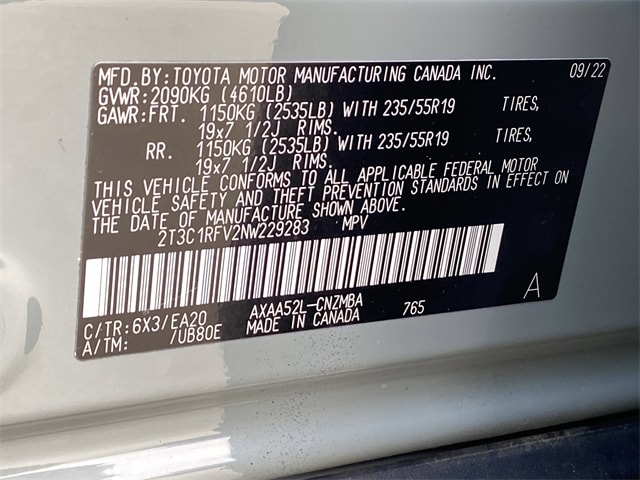 MFD. BY: TOYOTA MOTOR MANUFACTURING CANADA INC. 09/22
GVWR: 2090KG (4610LB)
GAWR: FRT. 1150KG (2535LB) WITH 235/55R19 TIRES,
19x7 1/2J RIMS.
RR. 1150KG (2535LB) WITH 235/55R19 TIRES,
19x7 1/2J RIMS.
THIS VEHICLE CONFORMS TO ALL APPLICABLE FEDERAL MOTOR
VEHICLE SAFETY AND THEFT PREVENTION STANDARDS IN EFFECT ON
THE DATE OF MANUFACTURE SHOWN ABOVE.
2T3C1RFV2NW229283 MPV
C/TR: 6X3/EA20 AXAA52L-CNZMBA 765 A
A/TM: /UB80E MADE IN CANADA